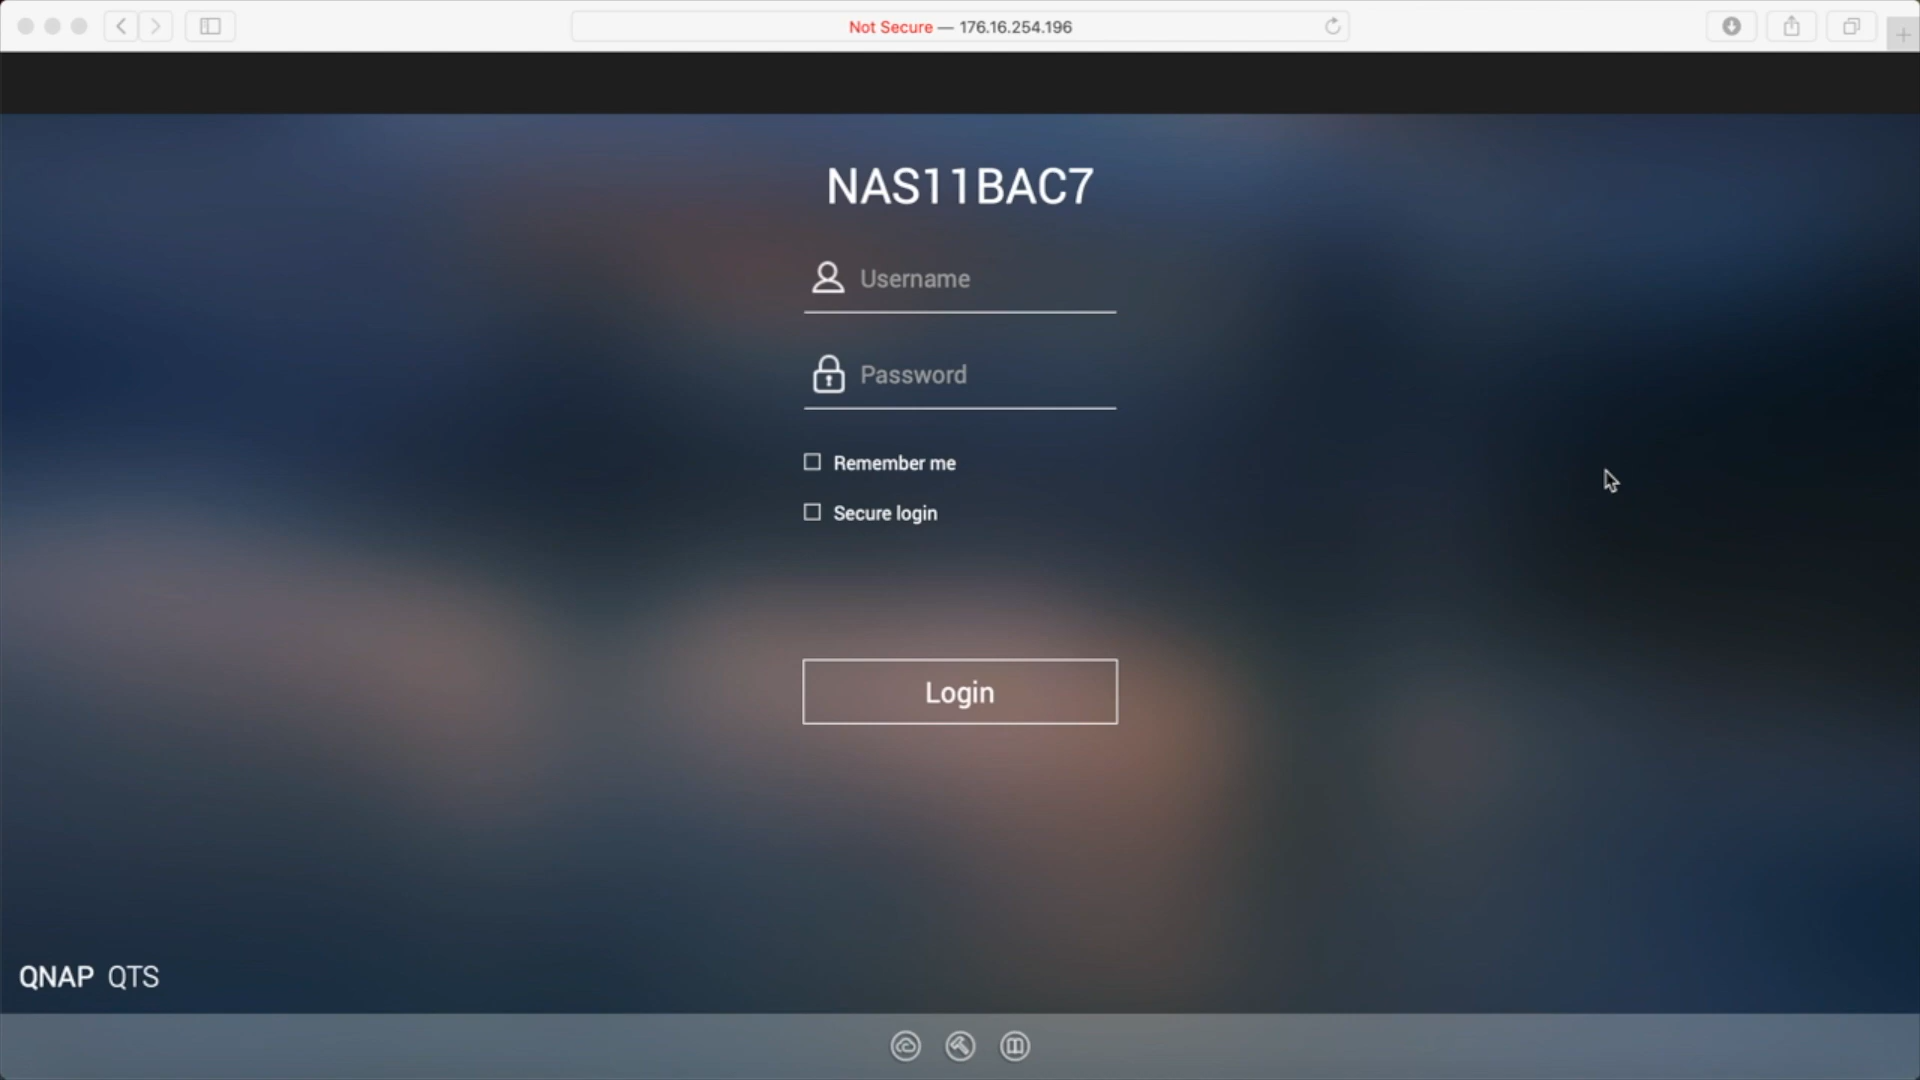 Not Secure — 176.16.254.196
NAS11BAC7
Username
Password
Remember me
Secure login
Login
QNAP QTS